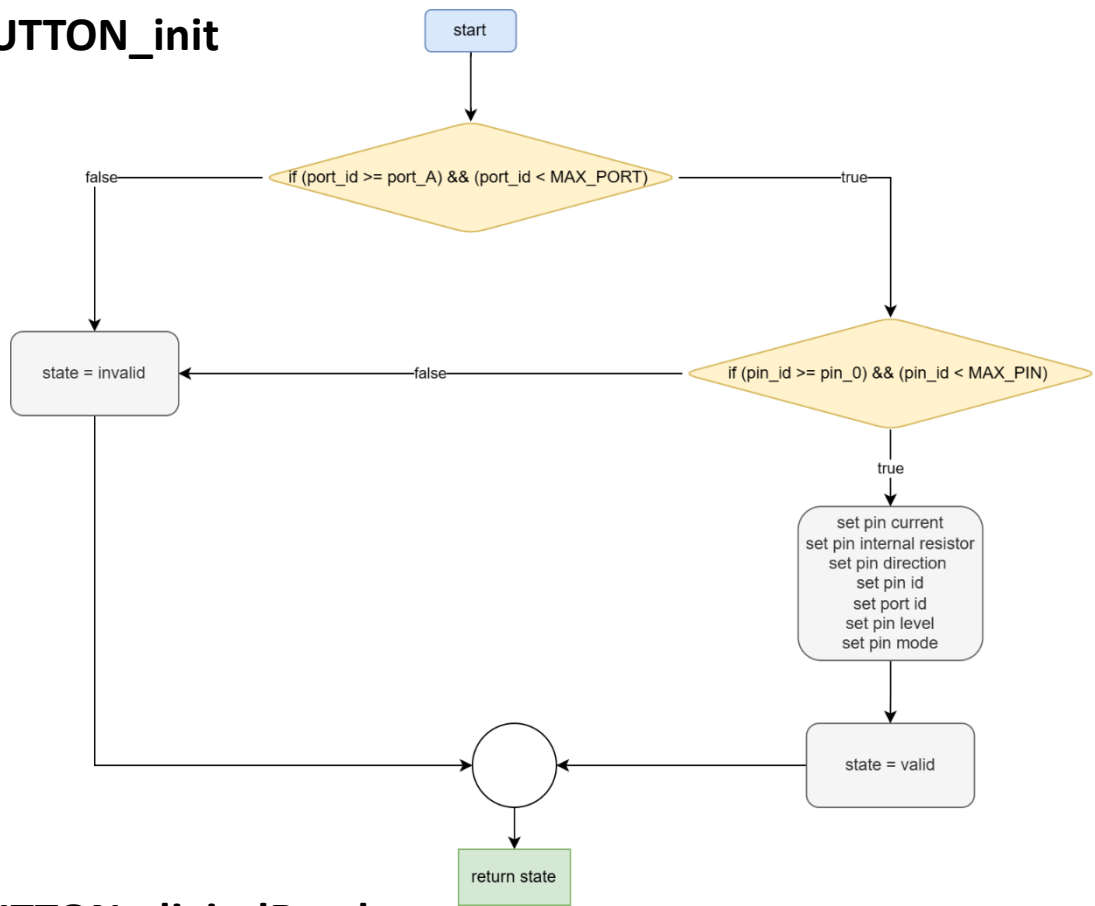 UTTON_init
start
if (port_id >= port_A) && (port_id < MAX_PORT)
false
true
state = invalid
false
if (pin_id >= pin_0) && (pin_id < MAX_PIN)
true
set pin current
set pin internal resistor
set pin direction
set pin id
set port id
set pin level
set pin mode
state = valid
return state